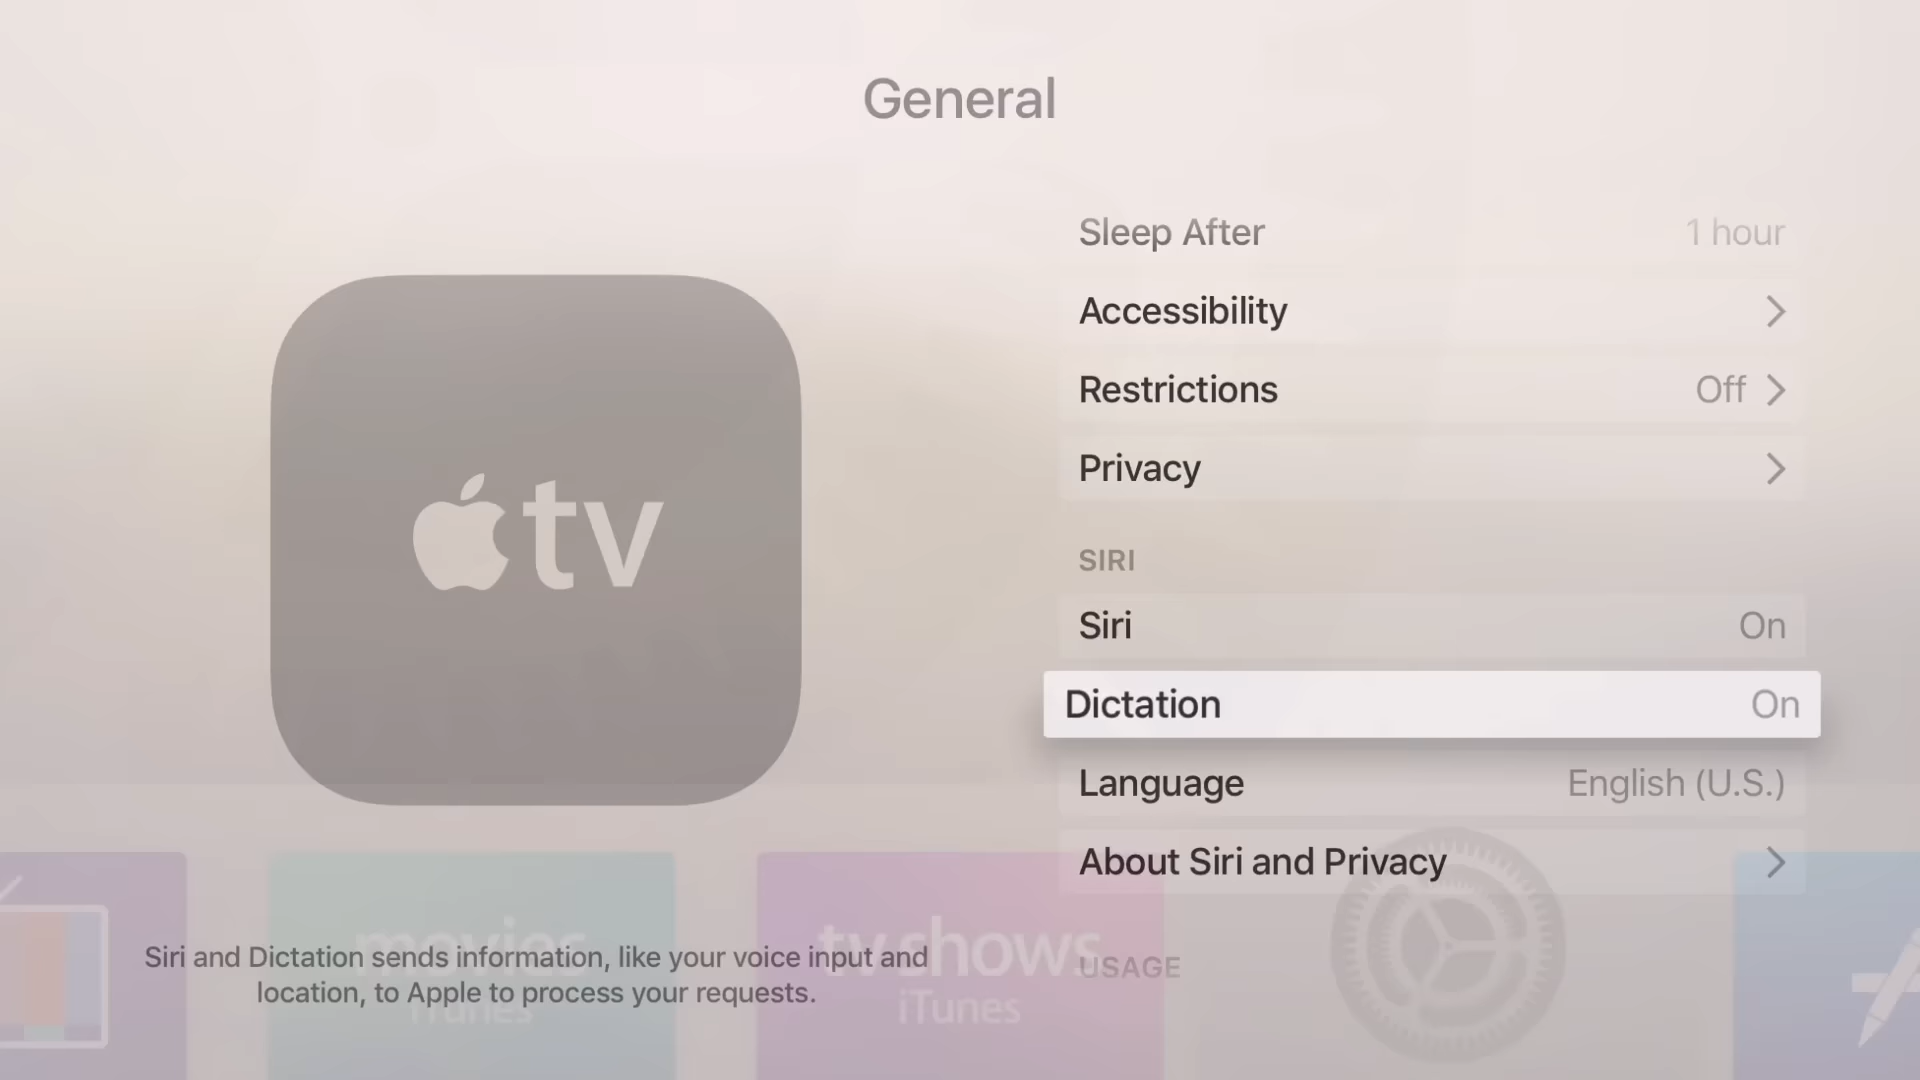 General
Sleep After 1 hour
Accessibility
Restrictions Off
Privacy
SIRI
Siri On
Dictation On
Language English (U.S.)
About Siri and Privacy
USAGE
tv
movies
iTunes
tv shows
iTunes
Siri and Dictation sends information, like your voice input and
location, to Apple to process your requests.